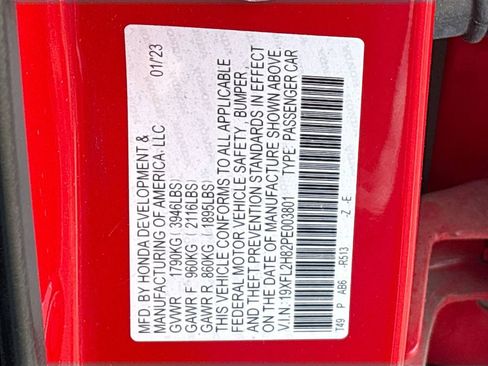 MFD. BY HONDA DEVELOPMENT & 01/23
MANUFACTURING OF AMERICA, LLC
GVWR 1790KG (3946LBS)
GAWR F 960KG (2116LBS)
GAWR R 860KG (1895LBS)
THIS VEHICLE CONFORMS TO ALL APPLICABLE
FEDERAL MOTOR VEHICLE SAFETY, BUMPER,
AND THEFT PREVENTION STANDARDS IN EFFECT
ON THE DATE OF MANUFACTURE SHOWN ABOVE.
V.I.N.: 19XFL2H82PE003801 TYPE: PASSENGER CAR
T49 P AB6 -R513 -Z -E